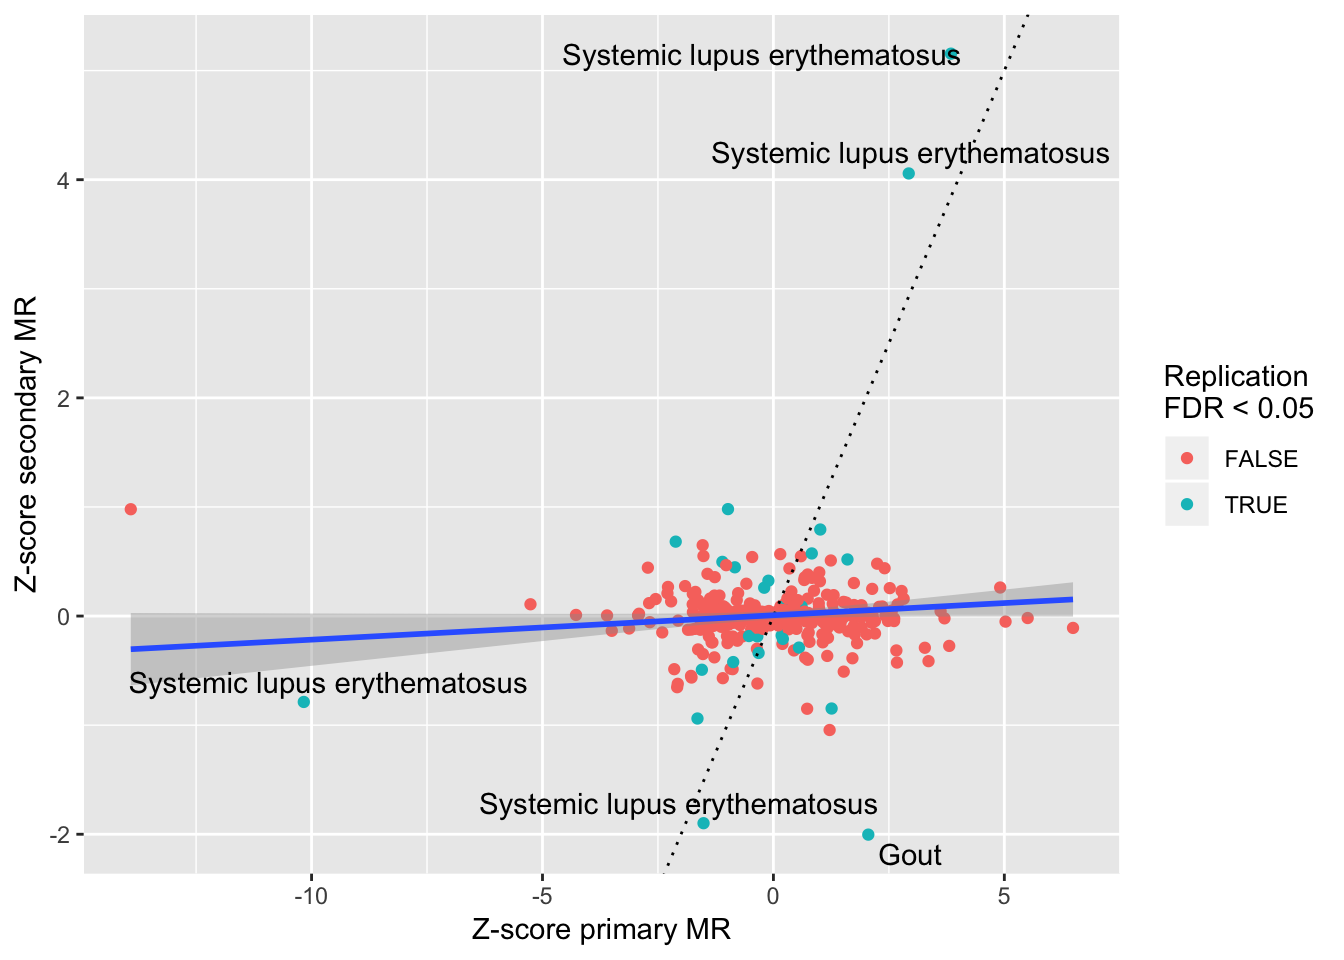 Systemic lupus erythematosus
Systemic lupus erythematosus
4
2
0
-2
Z-score secondary MR
Systemic lupus erythematosus
Systemic lupus erythematosus
Gout
-10
-5
0
5
Z-score primary MR
Replication
FDR < 0.05
FALSE
TRUE